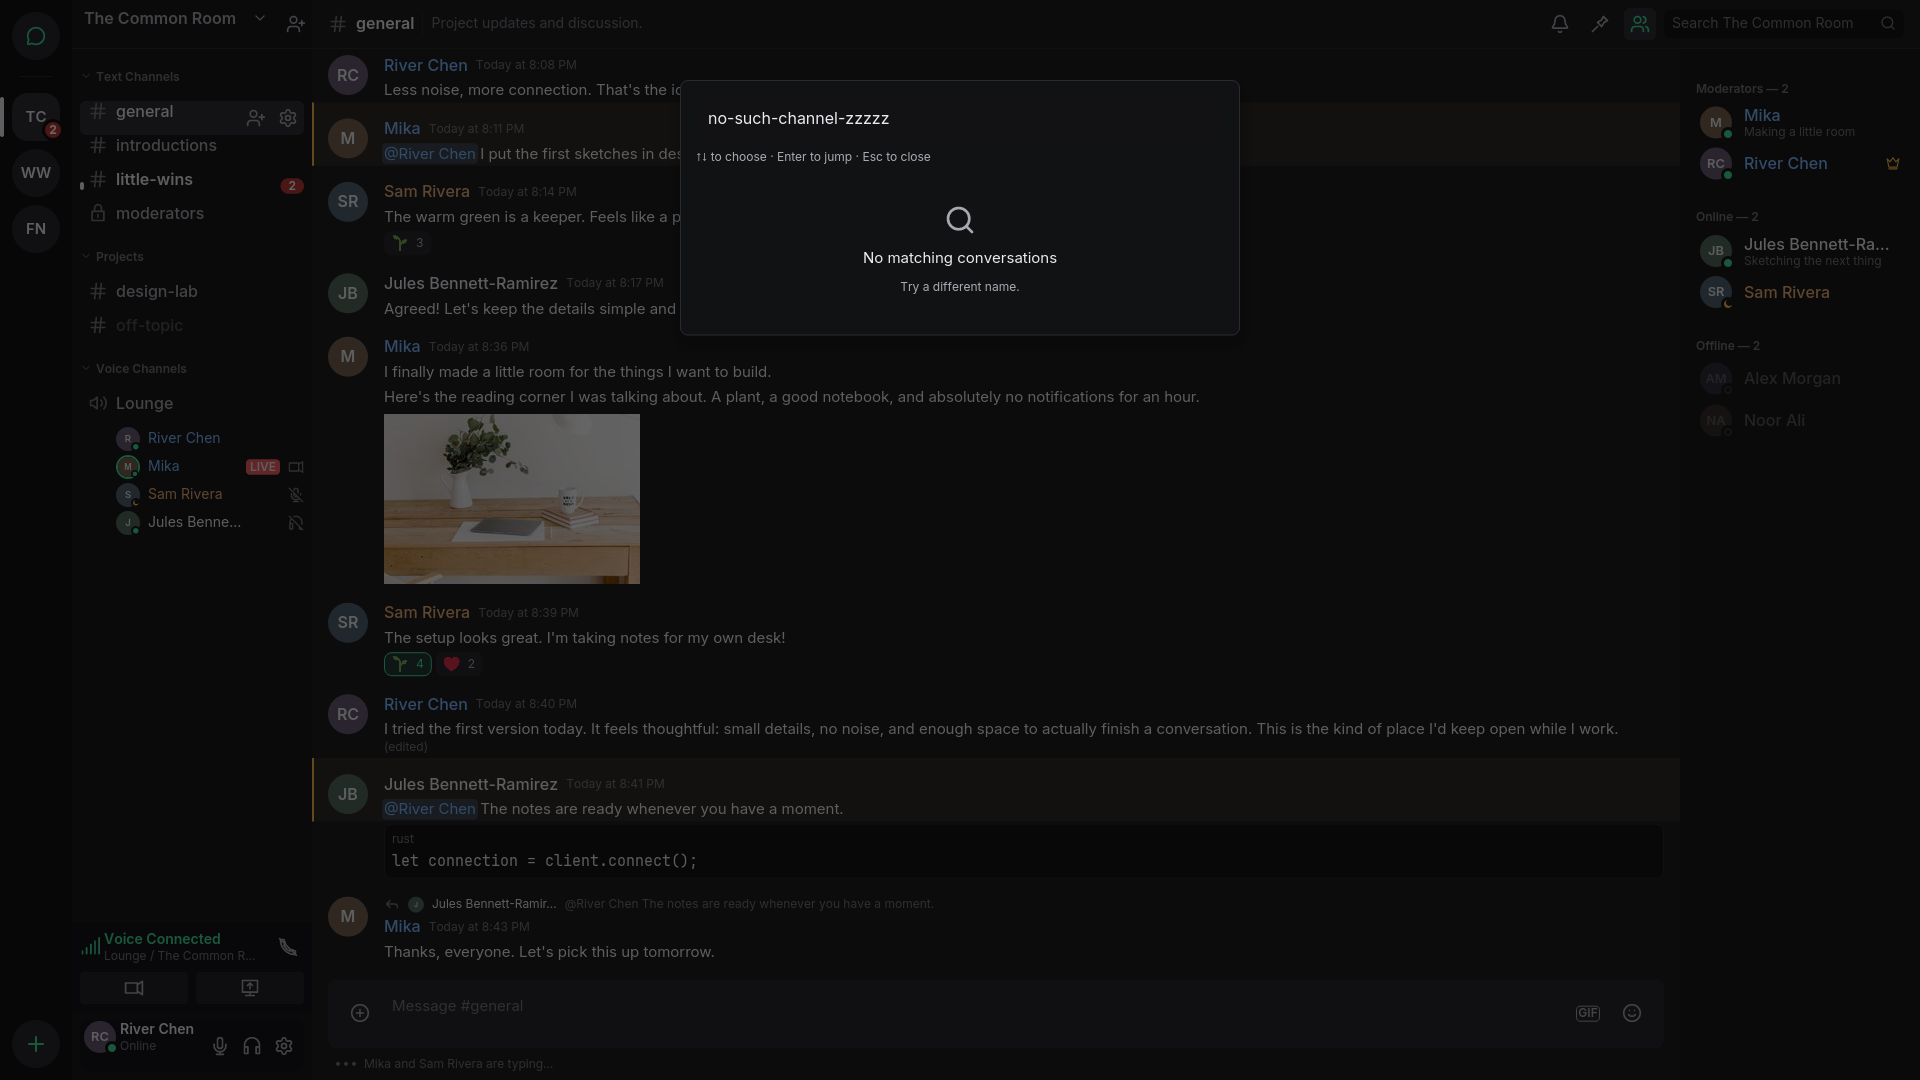 The Common Room
general
Project updates and discussion.
Search The Common Room
TC
2
WW
FN
Text Channels
general
introductions
little-wins
2
moderators
Projects
design-lab
off-topic
Voice Channels
Lounge
R
River Chen
M
Mika
LIVE
S
Sam Rivera
J
Jules Benne...
Voice Connected
Lounge / The Common R...
RC
River Chen
Online
RC
River Chen Today at 8:08 PM
Less noise, more connection. That's the ic
M
Mika Today at 8:11 PM
@River Chen I put the first sketches in des
SR
Sam Rivera Today at 8:14 PM
The warm green is a keeper. Feels like a p
3
JB
Jules Bennett-Ramirez Today at 8:17 PM
Agreed! Let's keep the details simple and
M
Mika Today at 8:36 PM
I finally made a little room for the things I want to build.
Here's the reading corner I was talking about. A plant, a good notebook, and absolutely no notifications for an hour.
SR
Sam Rivera Today at 8:39 PM
The setup looks great. I'm taking notes for my own desk!
4 2
RC
River Chen Today at 8:40 PM
I tried the first version today. It feels thoughtful: small details, no noise, and enough space to actually finish a conversation. This is the kind of place I'd keep open while I work.
(edited)
JB
Jules Bennett-Ramirez Today at 8:41 PM
@River Chen The notes are ready whenever you have a moment.
rust
let connection = client.connect();
J
Jules Bennett-Ramir... @River Chen The notes are ready whenever you have a moment.
M
Mika Today at 8:43 PM
Thanks, everyone. Let's pick this up tomorrow.
Message #general
GIF
Mika and Sam Rivera are typing...
no-such-channel-zzzzz
↑↓ to choose · Enter to jump · Esc to close
No matching conversations
Try a different name.
Moderators — 2
M
Mika
Making a little room
RC
River Chen
Online — 2
JB
Jules Bennett-Ra...
Sketching the next thing
SR
Sam Rivera
Offline — 2
AM
Alex Morgan
NA
Noor Ali